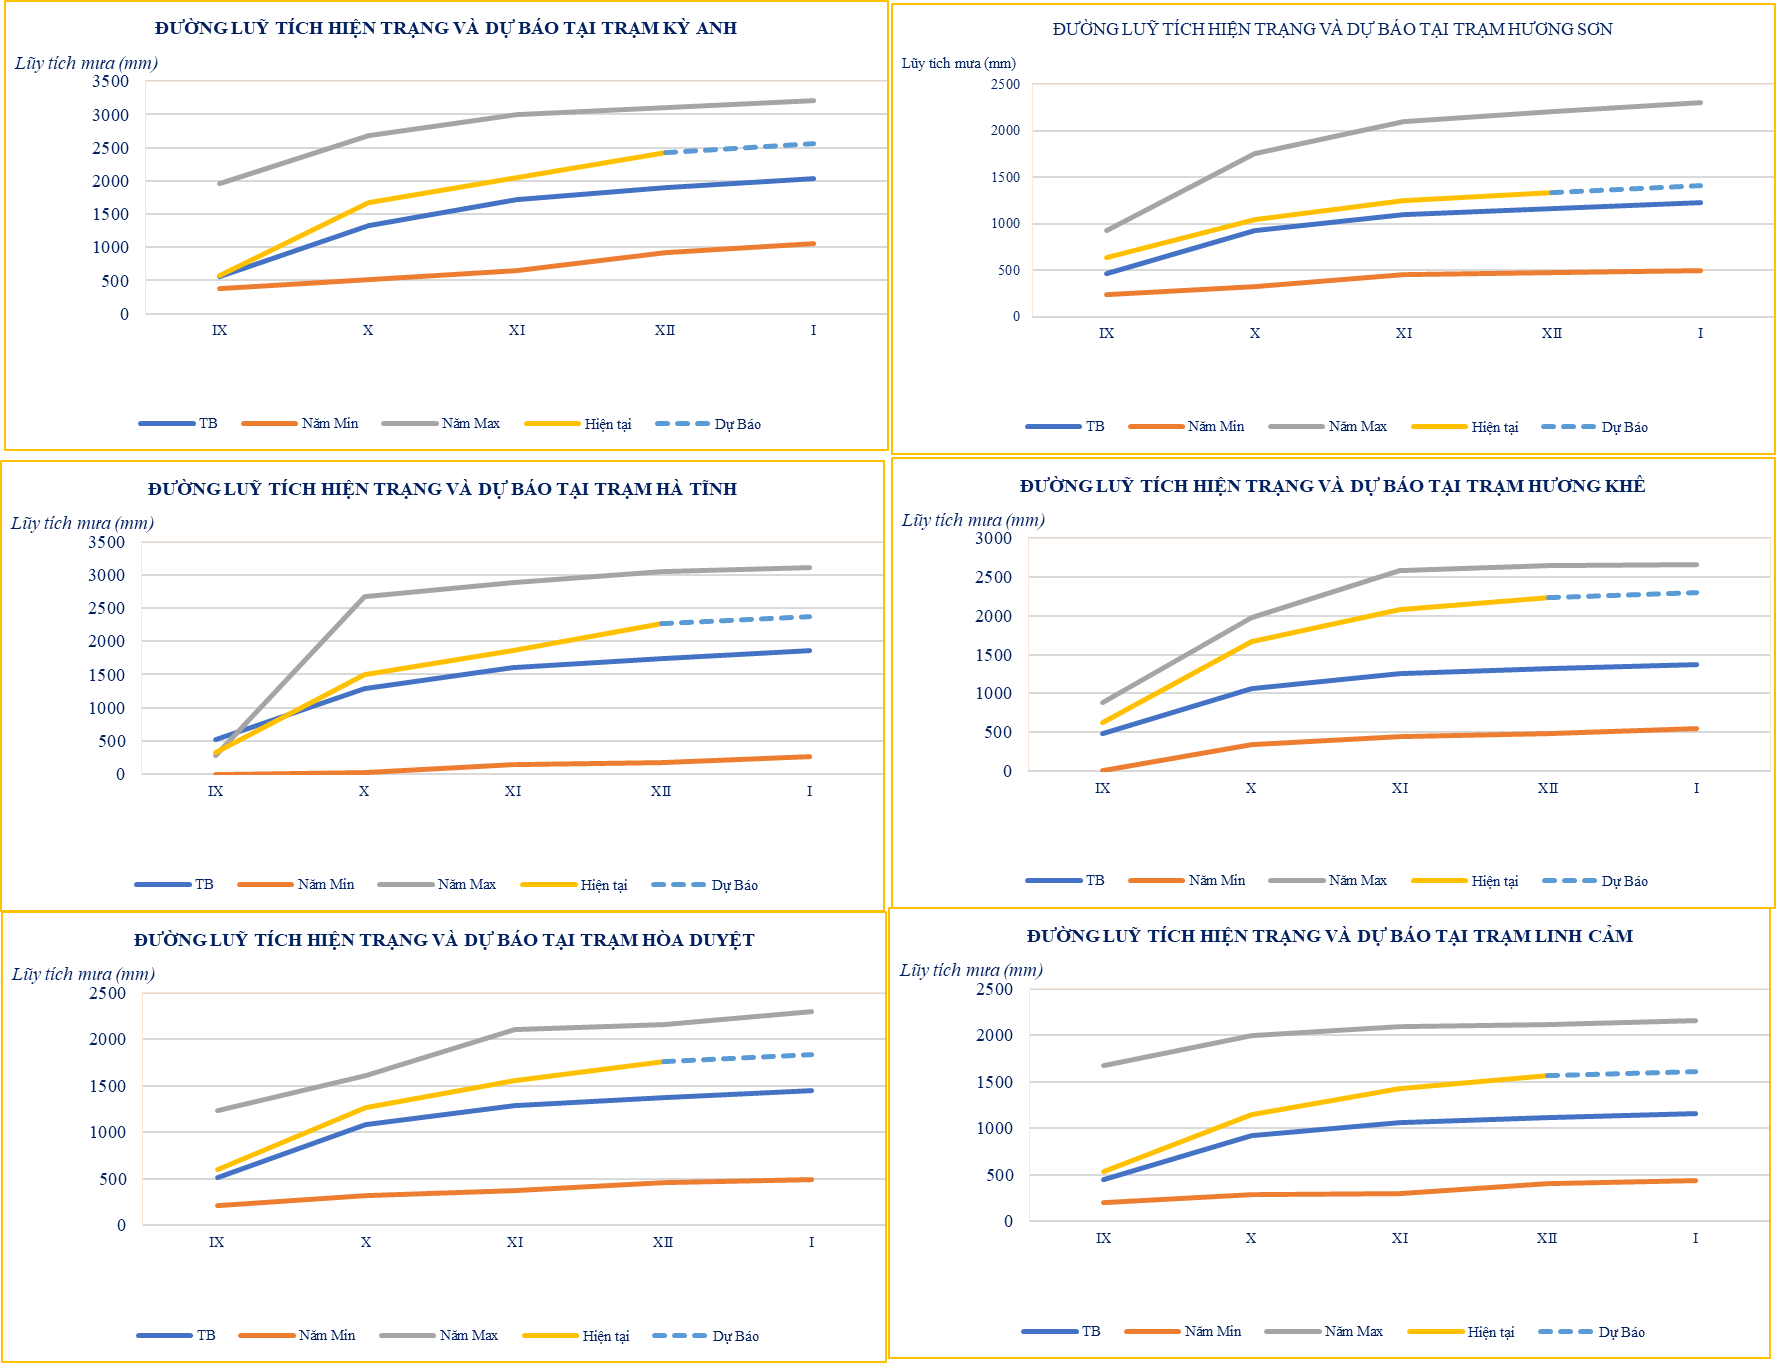 ĐƯỜNG LUỸ TÍCH HIỆN TRẠNG VÀ DỰ BÁO TẠI TRẠM KỲ ANH
Lũy tích mưa (mm)
3500
3000
2500
2000
1500
1000
500
0
IX X XI XII I
TB Năm Min Năm Max Hiện tại Dự Báo
ĐƯỜNG LUỸ TÍCH HIỆN TRẠNG VÀ DỰ BÁO TẠI TRẠM HƯƠNG SƠN
Lũy tích mưa (mm)
2500
2000
1500
1000
500
0
IX X XI XII I
TB Năm Min Năm Max Hiện tại Dự Báo
ĐƯỜNG LUỸ TÍCH HIỆN TRẠNG VÀ DỰ BÁO TẠI TRẠM HÀ TĨNH
Lũy tích mưa (mm)
3500
3000
2500
2000
1500
1000
500
0
IX X XI XII I
TB Năm Min Năm Max Hiện tại Dự Báo
ĐƯỜNG LUỸ TÍCH HIỆN TRẠNG VÀ DỰ BÁO TẠI TRẠM HƯƠNG KHÊ
Lũy tích mưa (mm)
3000
2500
2000
1500
1000
500
0
IX X XI XII I
TB Năm Min Năm Max Hiện tại Dự Báo
ĐƯỜNG LUỸ TÍCH HIỆN TRẠNG VÀ DỰ BÁO TẠI TRẠM HÒA DUYỆT
Lũy tích mưa (mm)
2500
2000
1500
1000
500
0
IX X XI XII I
TB Năm Min Năm Max Hiện tại Dự Báo
ĐƯỜNG LUỸ TÍCH HIỆN TRẠNG VÀ DỰ BÁO TẠI TRẠM LINH CẢM
Lũy tích mưa (mm)
2500
2000
1500
1000
500
0
IX X XI XII I
TB Năm Min Năm Max Hiện tại Dự Báo